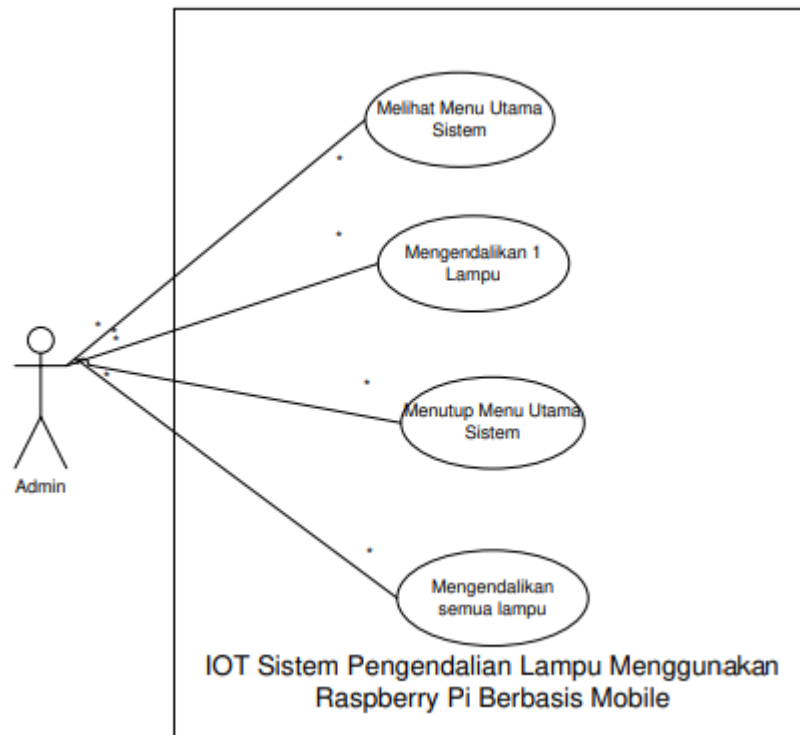 Melihat Menu Utama
Sistem
*
*
Mengendalikan 1
Lampu
*
*
*
*
*
Menutup Menu Utama
Sistem
Admin
*
Mengendalikan
semua lampu
IOT Sistem Pengendalian Lampu Menggunakan
Raspberry Pi Berbasis Mobile